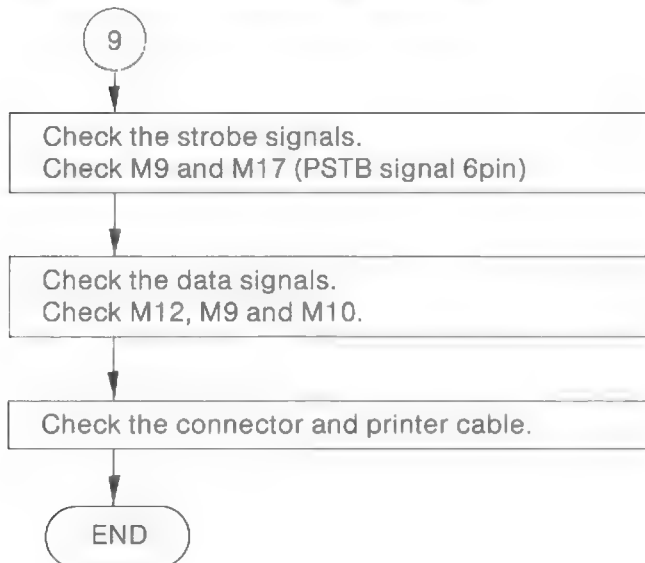 9
Check the strobe signals.
Check M9 and M17 (PSTB signal 6pin)
Check the data signals.
Check M12, M9 and M10.
Check the connector and printer cable.
END